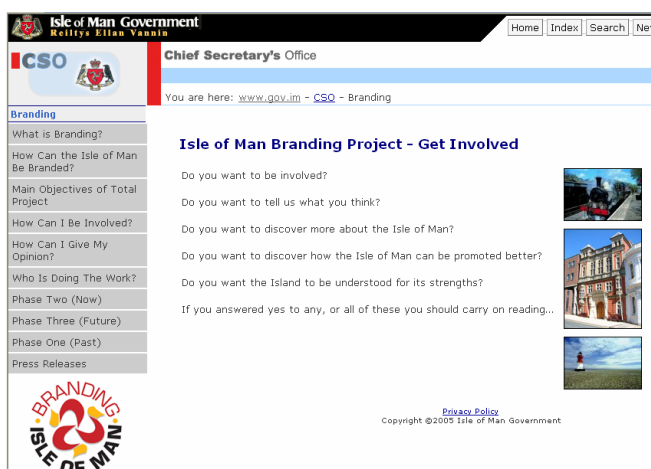 Isle of Man Government
Reiltys Ellan Vannin
Home
Index
Search
CSO
Chief Secretary's Office
You are here: www.gov.im - CSO - Branding
Branding
What is Branding?
How Can the Isle of Man
Be Branded?
Main Objectives of Total
Project
How Can I Be Involved?
How Can I Give My
Opinion?
Who Is Doing The Work?
Phase Two (Now)
Phase Three (Future)
Phase One (Past)
Press Releases
BRANDING
ISLE OF MAN
Isle of Man Branding Project - Get Involved
Do you want to be involved?
Do you want to tell us what you think?
Do you want to discover more about the Isle of Man?
Do you want to discover how the Isle of Man can be promoted better?
Do you want the Island to be understood for its strengths?
If you answered yes to any, or all of these you should carry on reading...
Privacy Policy
Copyright ©2005 Isle of Man Government